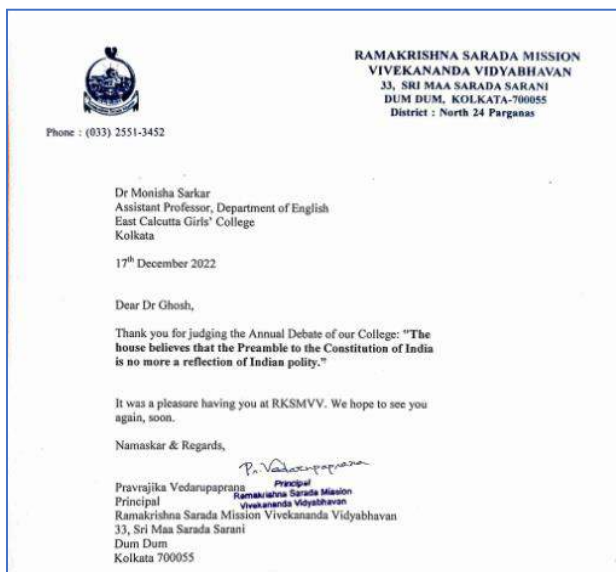 RAMAKRISHNA SARADA MISSION
VIVEKANANDA VIDYABHAVAN
33, SRI MAA SARADA SARANI
DUM DUM, KOLKATA-700055
District : North 24 Parganas
Phone : (033) 2551-3452
Dr Monisha Sarkar
Assistant Professor, Department of English
East Calcutta Girls' College
Kolkata
17th December 2022
Dear Dr Ghosh,
Thank you for judging the Annual Debate of our College: "The
house believes that the Preamble to the Constitution of India
is no more a reflection of Indian polity."
It was a pleasure having you at RKSMVV. We hope to see you
again, soon.
Namaskar & Regards,
Pr. Vedarupaprana
Pravrajika Vedarupaprana
Principal
Principal
Ramakrishna Sarada Mission
Vivekananda Vidyabhavan
Ramakrishna Sarada Mission Vivekananda Vidyabhavan
33, Sri Maa Sarada Sarani
Dum Dum
Kolkata 700055